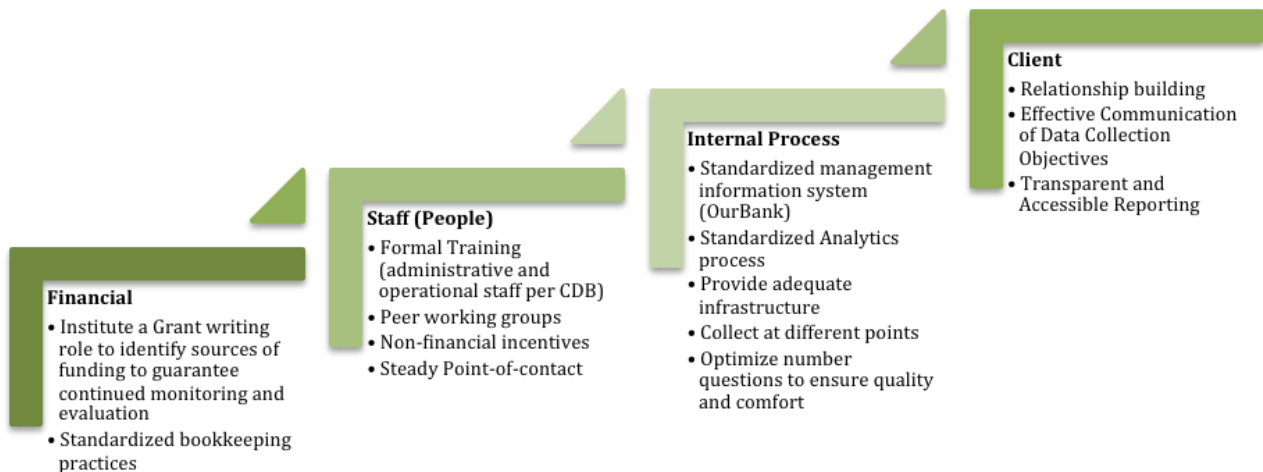 Financial
• Institute a Grant writing
role to identify sources of
funding to guarantee
continued monitoring and
evaluation
• Standardized bookkeeping
practices
Staff (People)
• Formal Training
(administrative and
operational staff per CDB)
• Peer working groups
• Non-financial incentives
• Steady Point-of-contact
Internal Process
• Standardized management
information system
(OurBank)
• Standardized Analytics
process
• Provide adequate
infrastructure
• Collect at different points
• Optimize number
questions to ensure quality
and comfort
Client
• Relationship building
• Effective Communication
of Data Collection
Objectives
• Transparent and
Accessible Reporting